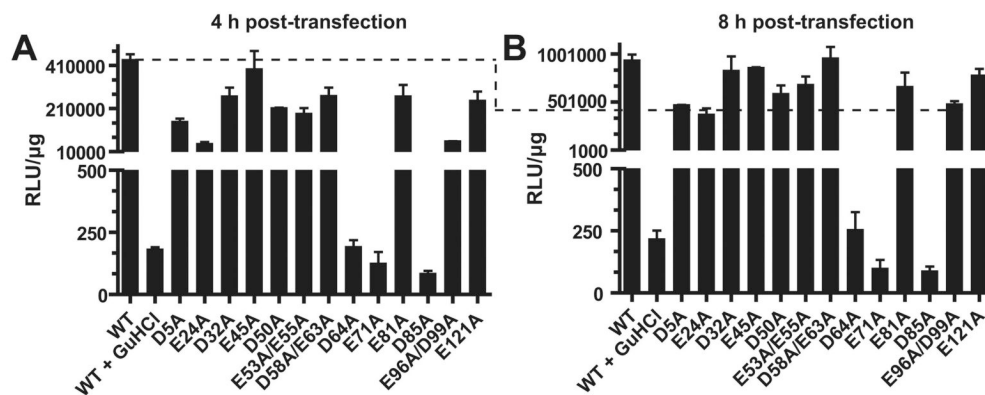 4 h post-transfection
8 h post-transfection
A
B
RLU/µg
410000
210000
10000
500
250
0
WT
WT + GuHCl
D5A
E24A
D32A
E45A
D50A
E53A/E55A
D58A/E63A
D64A
E71A
E81A
D85A
E96A/D99A
E121A
RLU/µg
1001000
501000
1000
500
250
0
WT
WT + GuHCl
D5A
E24A
D32A
E45A
D50A
E53A/E55A
D58A/E63A
D64A
E71A
E81A
D85A
E96A/D99A
E121A